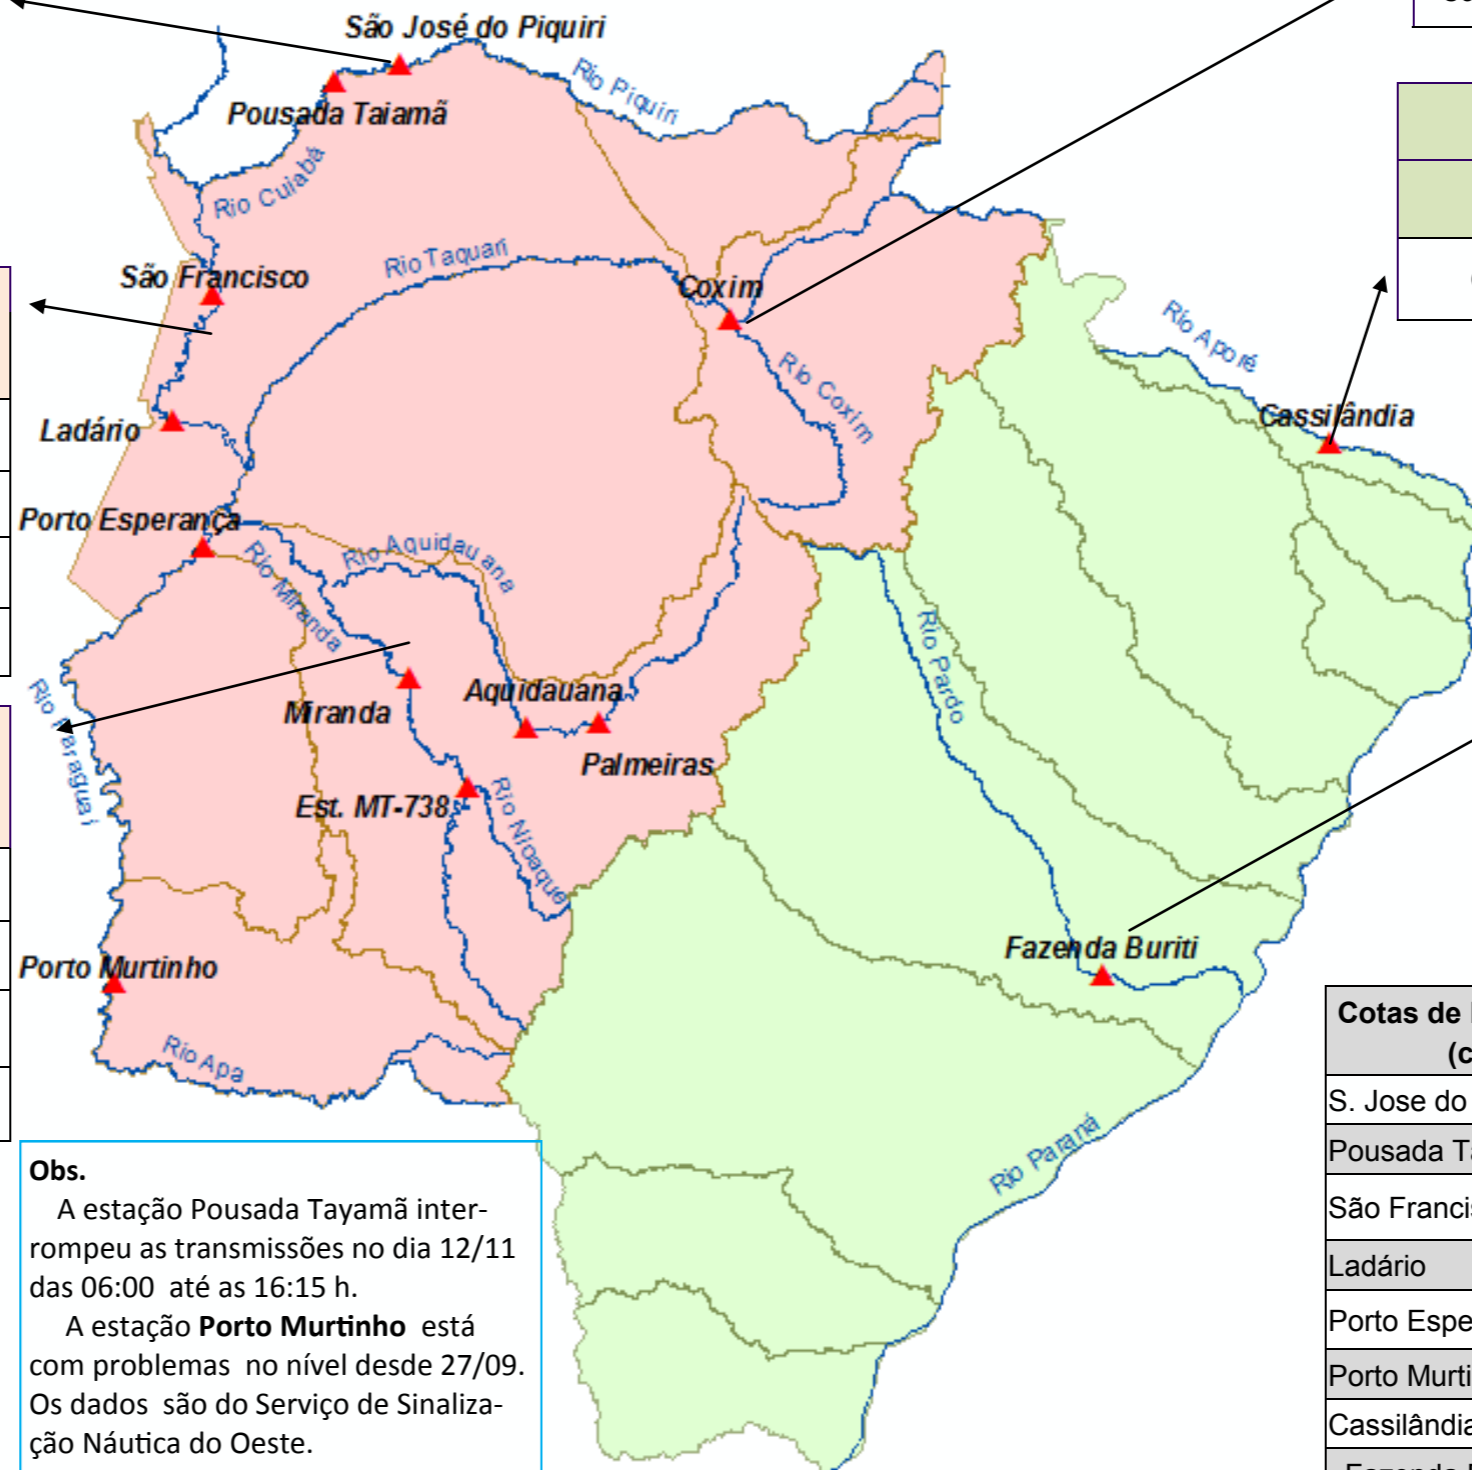 São José do Piquiri
Rio Piquiri
Pousada Taiamã
Rio Cuiabá
Rio Taquari
São Francisco
Coxim
Rio Aporé
Rio Coxim
Cassilândia
Ladário
Porto Esperança
Rio Aquidauana
Rio Miranda
Rio Pardo
Rio Paraguai
Aquidauana
Miranda
Palmeiras
Est. MT-738
Rio Nioaque
Fazenda Buriti
Porto Murtinho
Rio Apa
Rio Paraná
Cotas de
(c
S. Jose do
Pousada Ta
São Francis
Ladário
Porto Espe
Porto Murti
Cassilândia
Obs.
A estação Pousada Tayamã inter-
rompeu as transmissões no dia 12/11
das 06:00 até as 16:15 h.
A estação Porto Murtinho está
com problemas no nível desde 27/09.
Os dados são do Serviço de Sinaliza-
ção Náutica do Oeste.